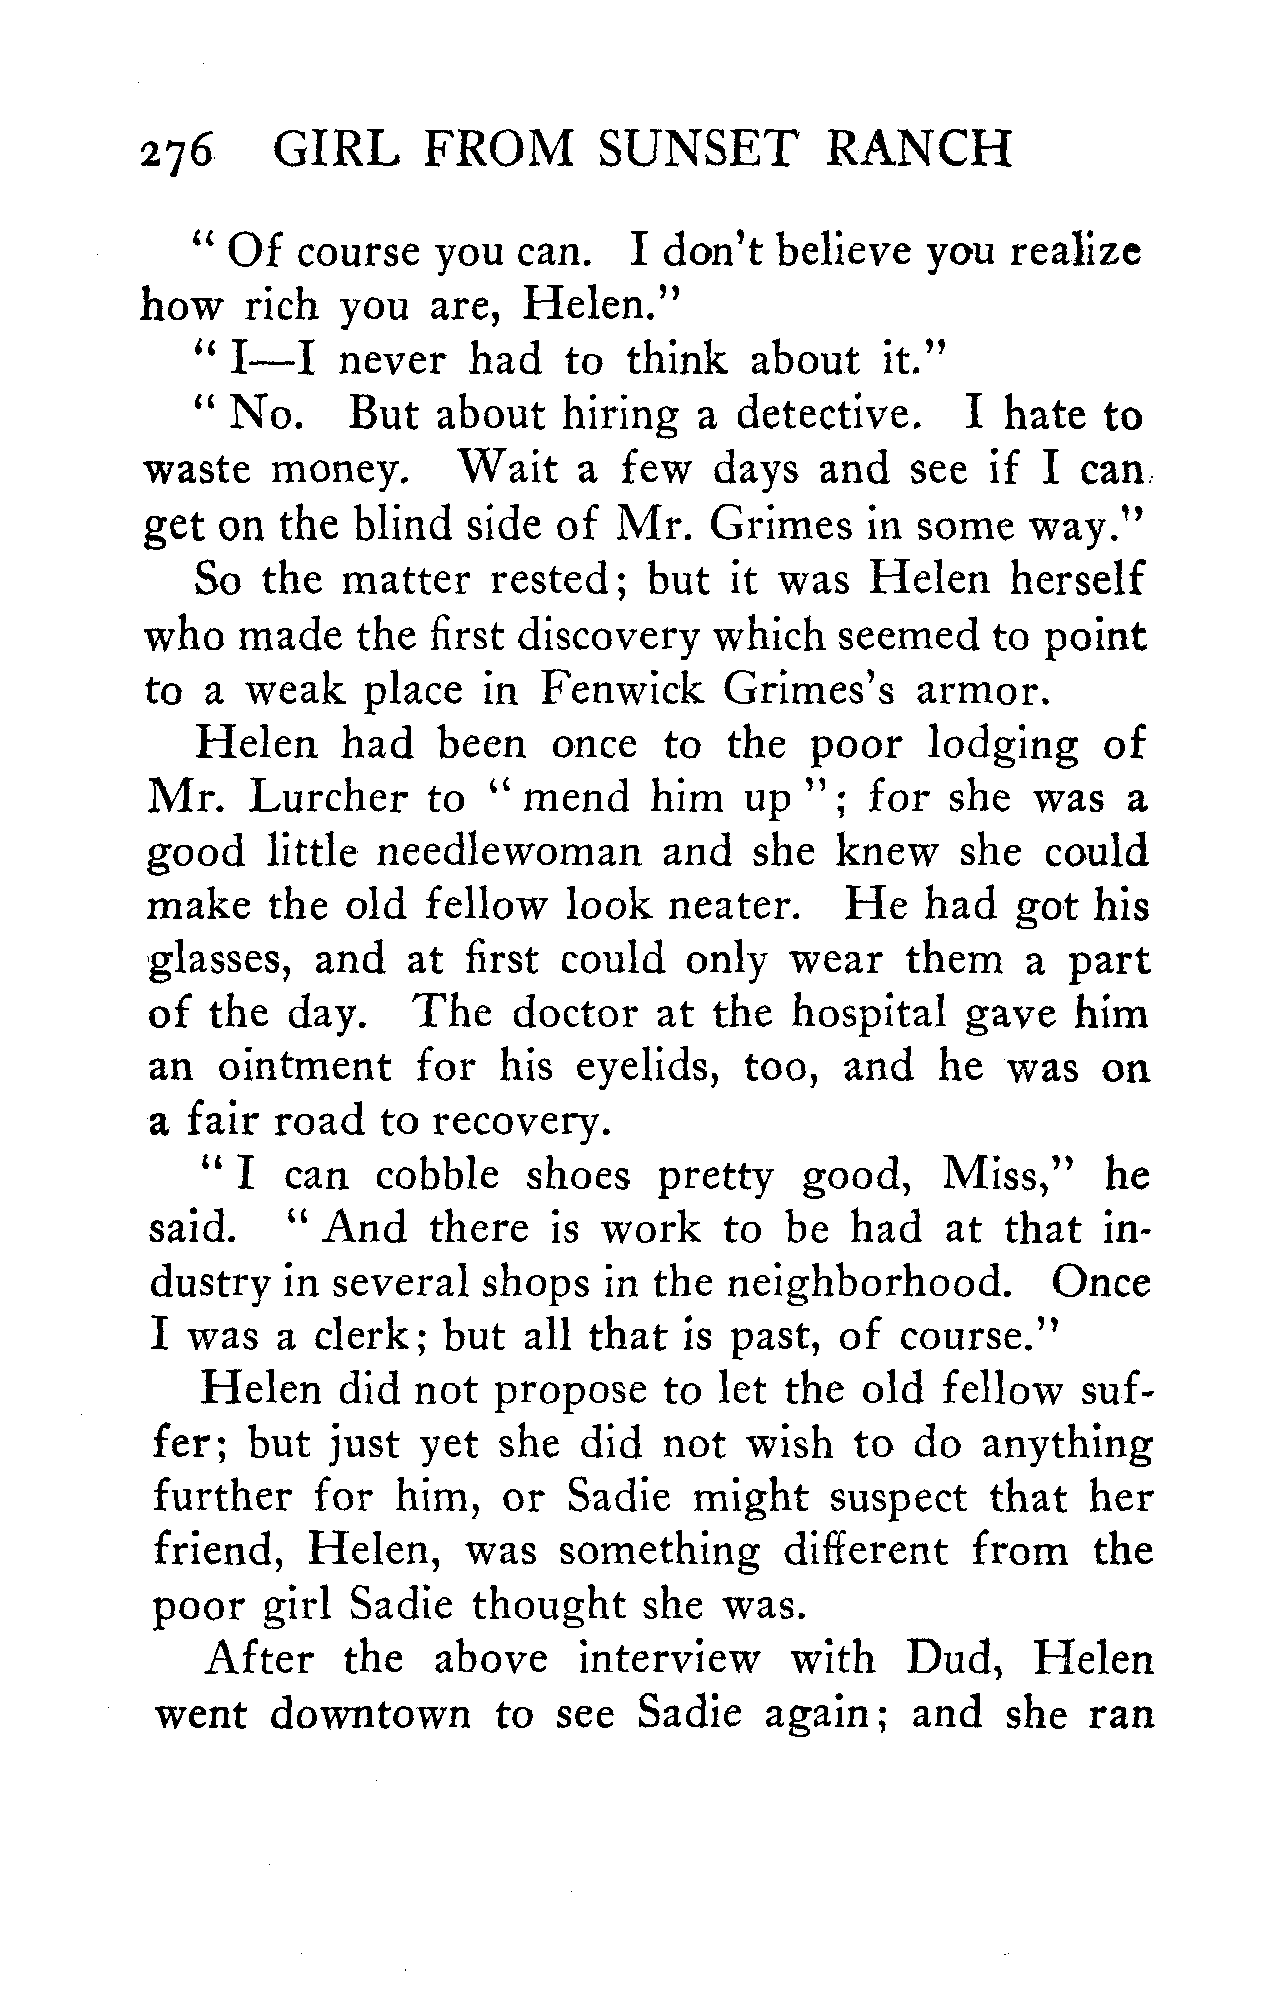 276 GIRL FROM SUNSET RANCH
" Of course you can. I don't believe you realize
how rich you are, Helen."
" I—I never had to think about it."
" No. But about hiring a detective. I hate to
waste money. Wait a few days and see if I can
get on the blind side of Mr. Grimes in some way."
So the matter rested; but it was Helen herself
who made the first discovery which seemed to point
to a weak place in Fenwick Grimes's armor.
Helen had been once to the poor lodging of
Mr. Lurcher to " mend him up "; for she was a
good little needlewoman and she knew she could
make the old fellow look neater. He had got his
glasses, and at first could only wear them a part
of the day. The doctor at the hospital gave him
an ointment for his eyelids, too, and he was on
a fair road to recovery.
" I can cobble shoes pretty good, Miss," he
said. " And there is work to be had at that in-
dustry in several shops in the neighborhood. Once
I was a clerk; but all that is past, of course."
Helen did not propose to let the old fellow suf-
fer; but just yet she did not wish to do anything
further for him, or Sadie might suspect that her
friend, Helen, was something different from the
poor girl Sadie thought she was.
After the above interview with Dud, Helen
went downtown to see Sadie again; and she ran